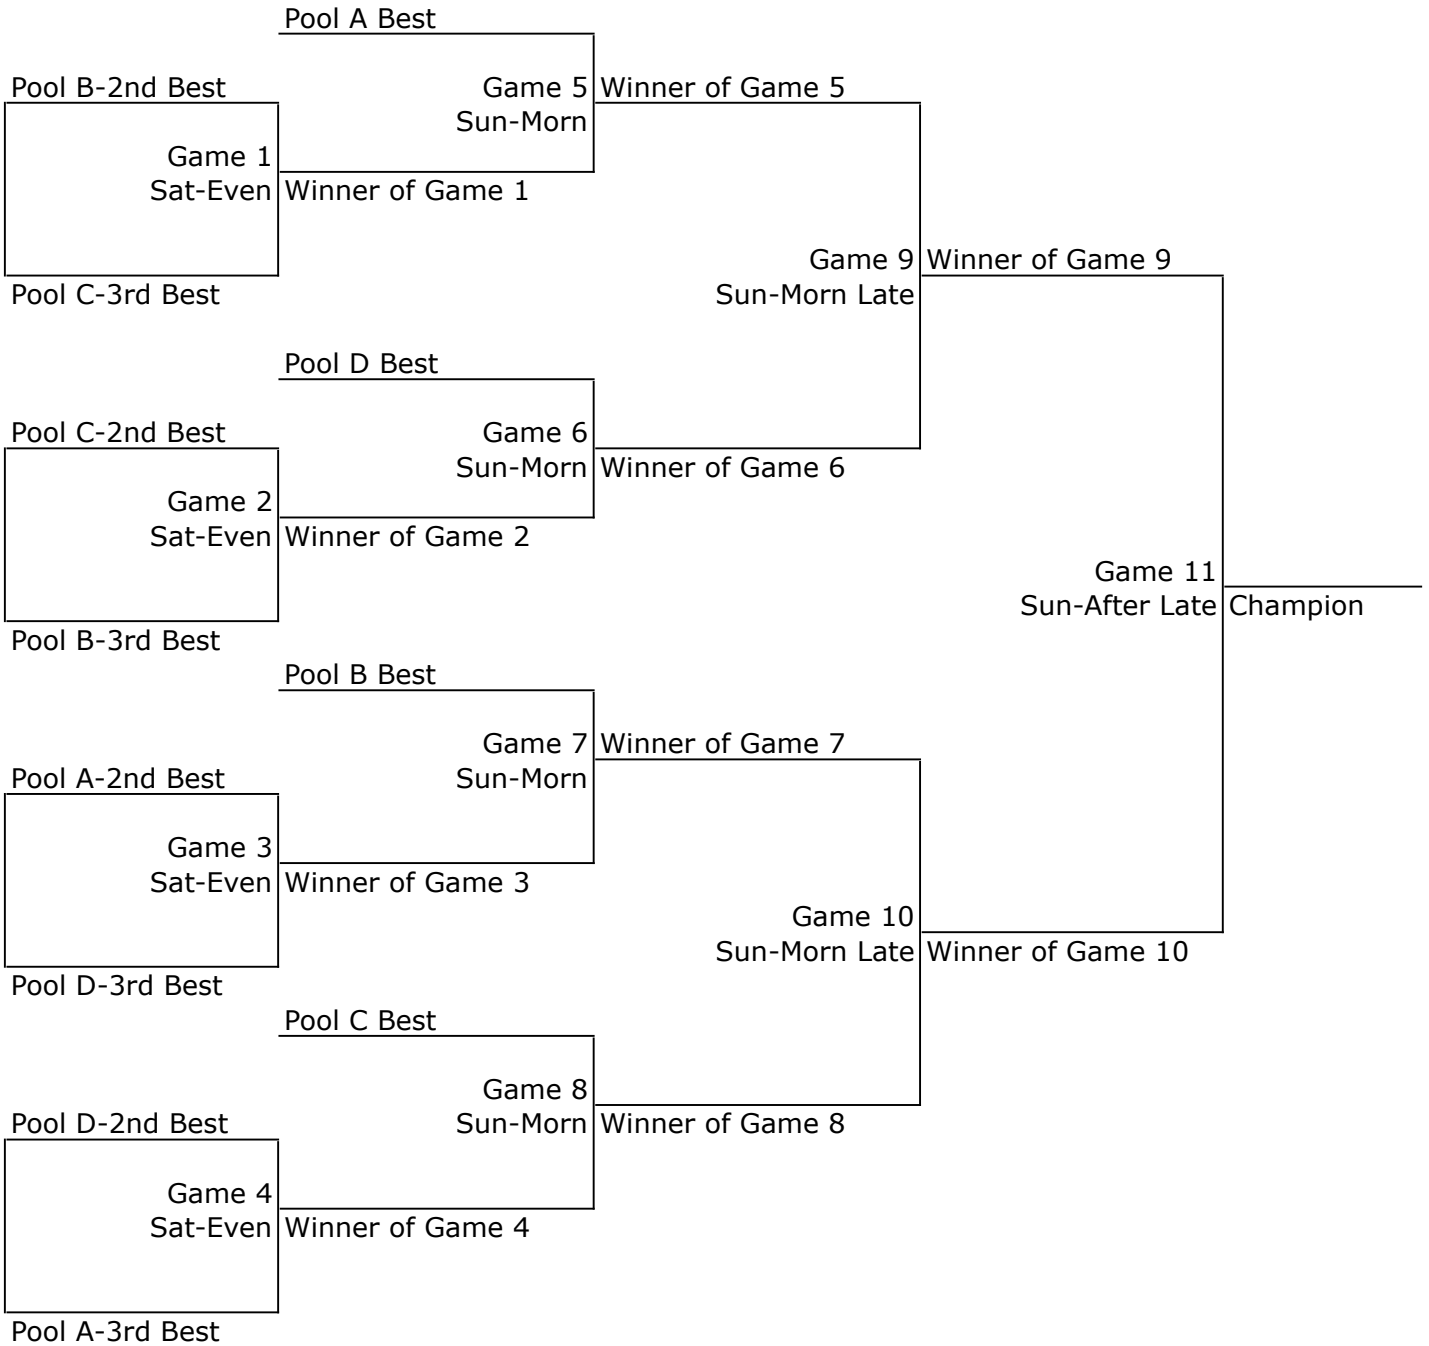 Pool A Best
Pool B-2nd Best
Game 5
Sun-Morn
Winner of Game 5
Game 1
Sat-Even
Winner of Game 1
Pool C-3rd Best
Game 9
Sun-Morn Late
Winner of Game 9
Pool D Best
Pool C-2nd Best
Game 6
Sun-Morn
Winner of Game 6
Game 2
Sat-Even
Winner of Game 2
Pool B-3rd Best
Game 11
Sun-After Late
Champion
Pool B Best
Game 7
Sun-Morn
Winner of Game 7
Pool A-2nd Best
Game 3
Sat-Even
Winner of Game 3
Pool D-3rd Best
Game 10
Sun-Morn Late
Winner of Game 10
Pool C Best
Game 8
Sun-Morn
Winner of Game 8
Pool D-2nd Best
Game 4
Sat-Even
Winner of Game 4
Pool A-3rd Best